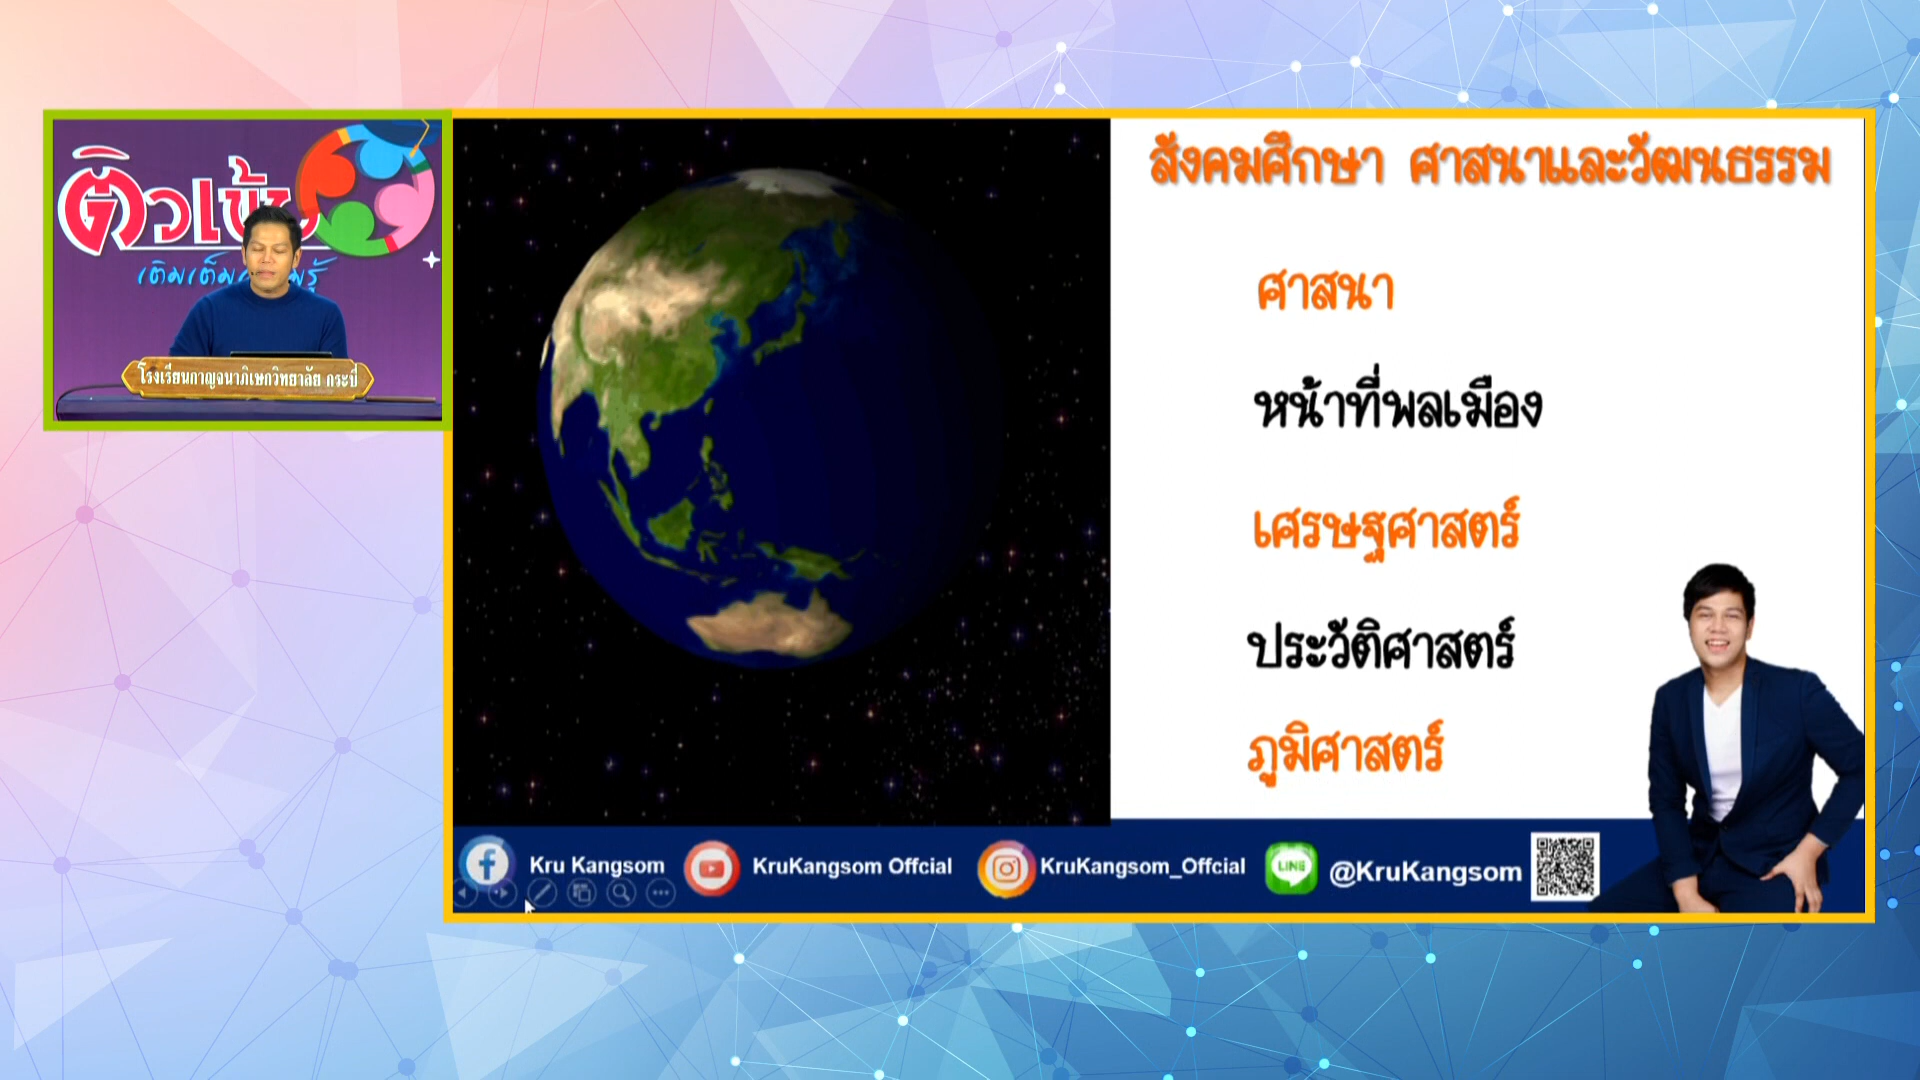 ติวเข้ม
เติมเต็มความรู้
โรงเรียนกาญจนาภิเษกวิทยาลัย กระบี่
สังคมศึกษา ศาสนาและวัฒนธรรม
ศาสนา
หน้าที่พลเมือง
เศรษฐศาสตร์
ประวัติศาสตร์
ภูมิศาสตร์
Kru Kangsom
KruKangsom Offcial
KruKangsom_Offcial
LINE
@KruKangsom